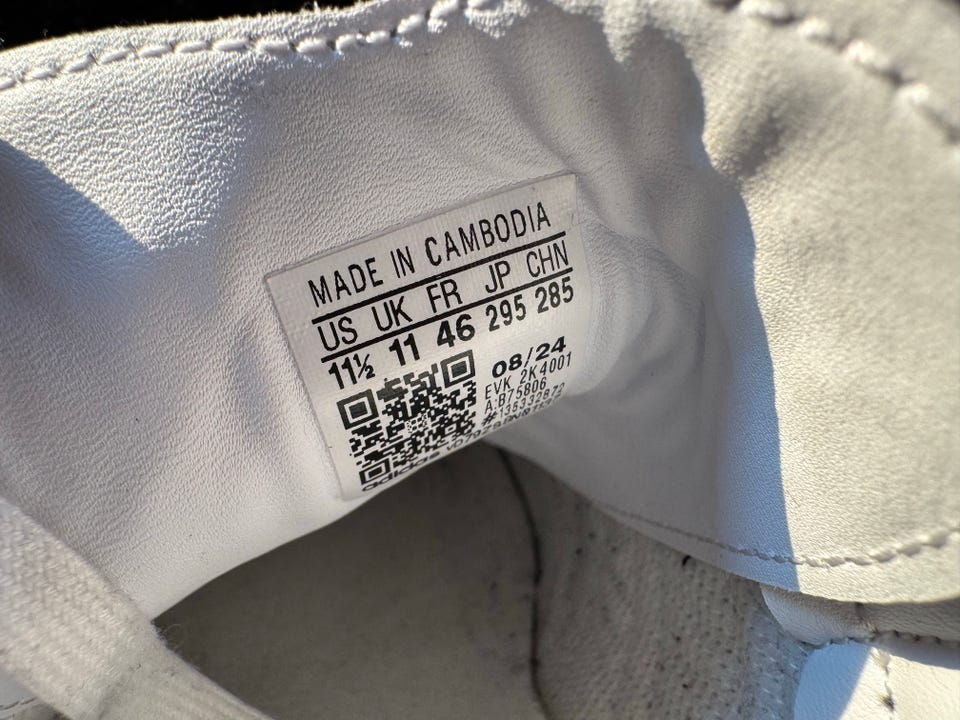 MADE IN CAMBODIA
US UK FR JP CHN
11½ 11 46 295 285
08/24
EVK 2K4001
A:B75806
adidas